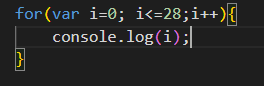 for(var i=0; i<=28;i++){
    console.log(i);
}